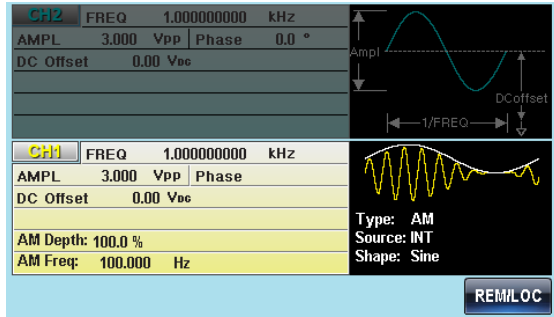 CH2 FREQ 1.000000000 kHz
AMPL 3.000 Vpp Phase 0.0 °
DC Offset 0.00 VDC
Ampl
DCoffset
1/FREQ
CH1 FREQ 1.000000000 kHz
AMPL 3.000 Vpp Phase
DC Offset 0.00 VDC
AM Depth: 100.0 %
AM Freq: 100.000 Hz
Type: AM
Source: INT
Shape: Sine
REM/LOC